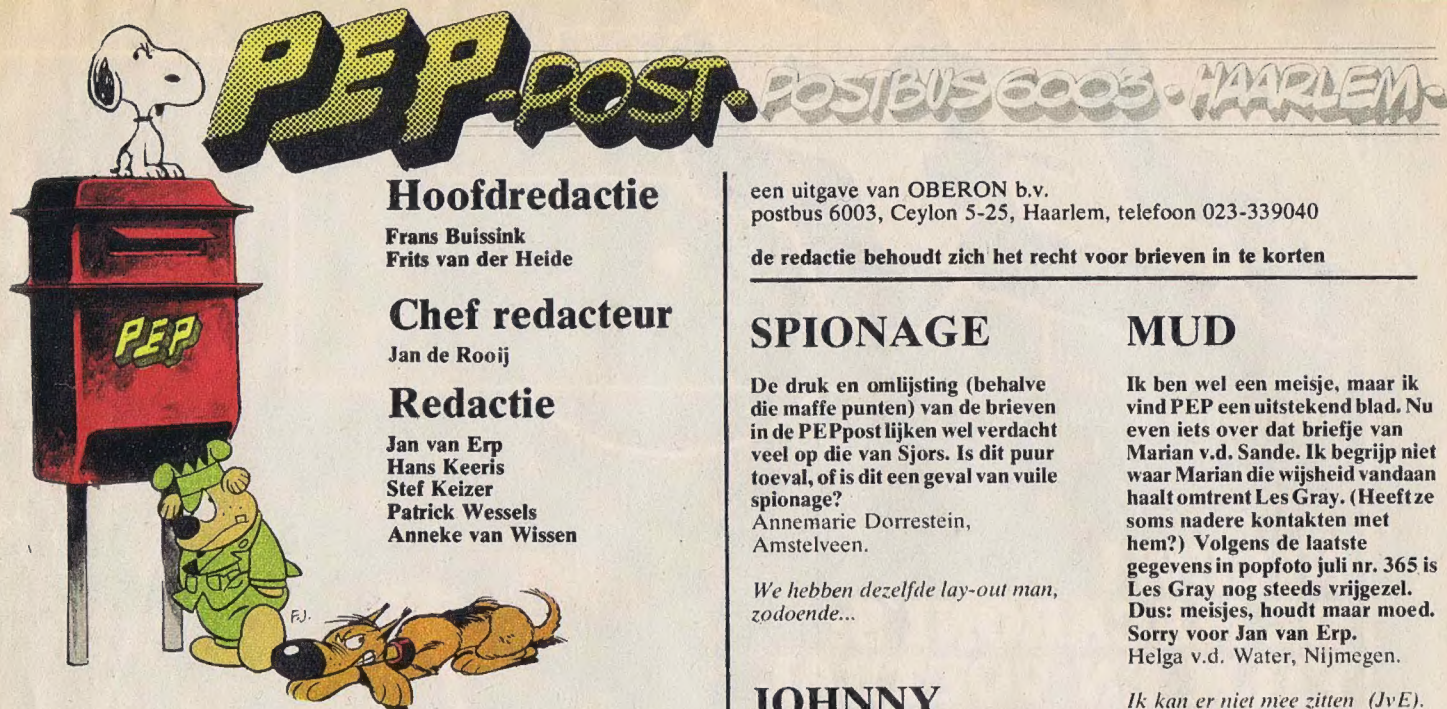 PEP-POST-POSTBUS 6003 • HAARLEM-
PEP
F.J.
Hoofdredactie
Frans Buissink
Frits van der Heide
Chef redacteur
Jan de Rooij
Redactie
Jan van Erp
Hans Keeris
Stef Keizer
Patrick Wessels
Anneke van Wissen
een uitgave van OBERON b.v.
postbus 6003, Ceylon 5-25, Haarlem, telefoon 023-339040
de redactie behoudt zich het recht voor brieven in te korten
SPIONAGE
De druk en omlijsting (behalve
die maffe punten) van de brieven
in de PEPpost lijken wel verdacht
veel op die van Sjors. Is dit puur
toeval, of is dit een geval van vuile
spionage?
Annemarie Dorrestein,
Amstelveen.
We hebben dezelfde lay-out man,
zodoende...
JOHNNY
MUD
Ik ben wel een meisje, maar ik
vind PEP een uitstekend blad. Nu
even iets over dat briefje van
Marian v.d. Sande. Ik begrijp niet
waar Marian die wijsheid vandaan
haalt omtrent Les Gray. (Heeft ze
soms nadere kontakten met
hem?) Volgens de laatste
gegevens in popfoto juli nr. 365 is
Les Gray nog steeds vrijgezel.
Dus: meisjes, houdt maar moed.
Sorry voor Jan van Erp.
Helga v.d. Water, Nijmegen.
Ik kan er niet mee zitten (JvE).